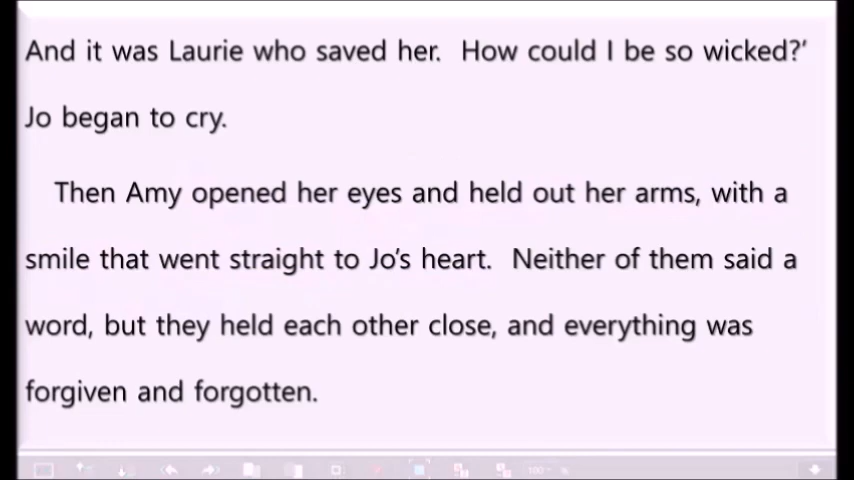 And it was Laurie who saved her.  How could I be so wicked?’
Jo began to cry.
Then Amy opened her eyes and held out her arms, with a
smile that went straight to Jo’s heart.  Neither of them said a
word, but they held each other close, and everything was
forgiven and forgotten.
100
%